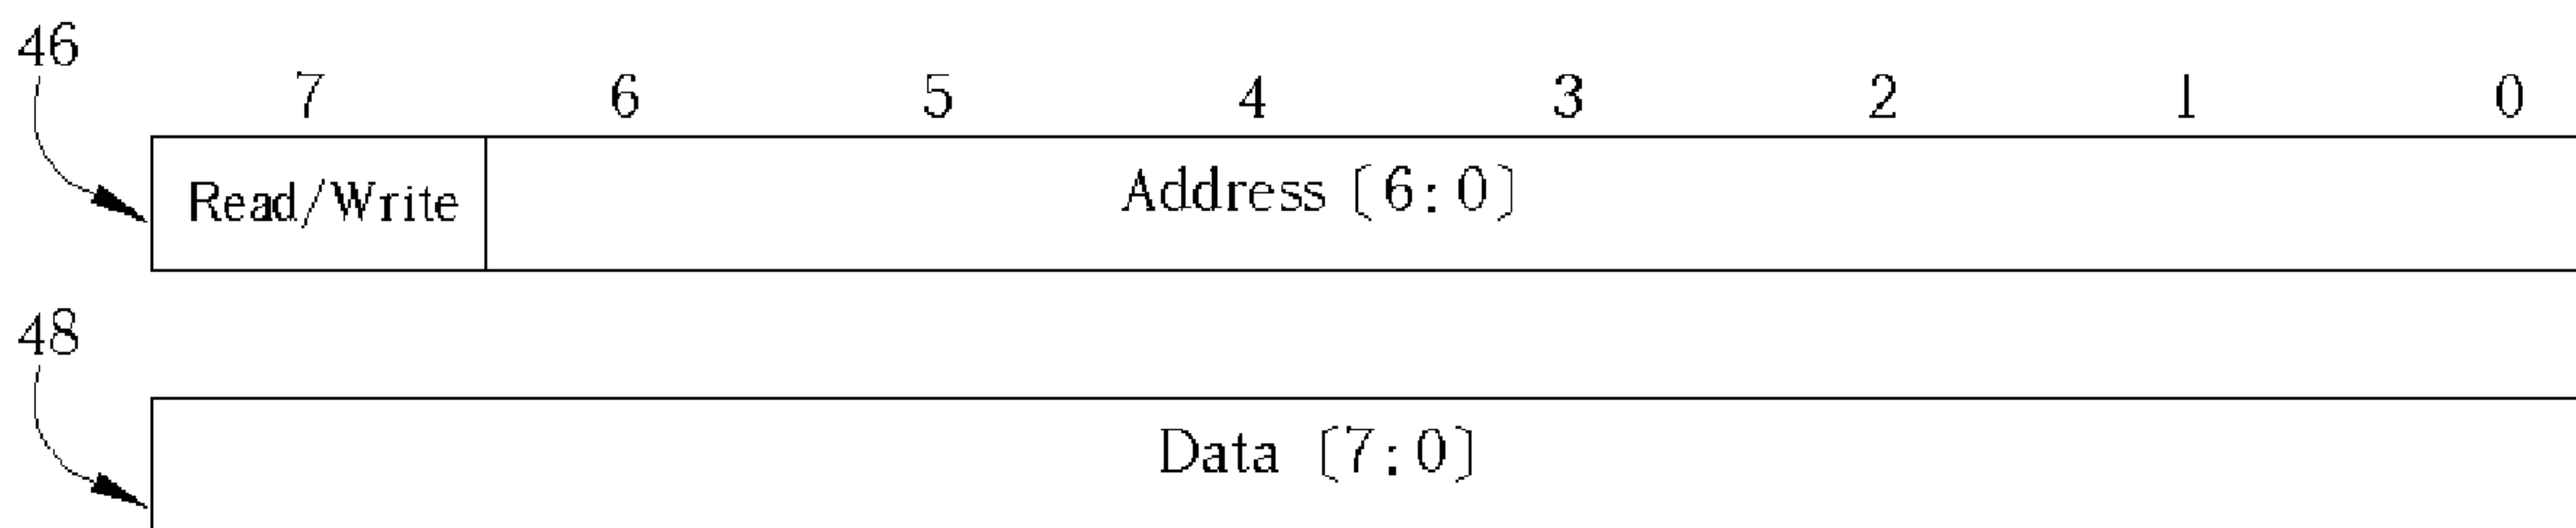 46
7 6 5 4 3 2 1 0
Read/Write Address [6:0]
48
Data [7:0]